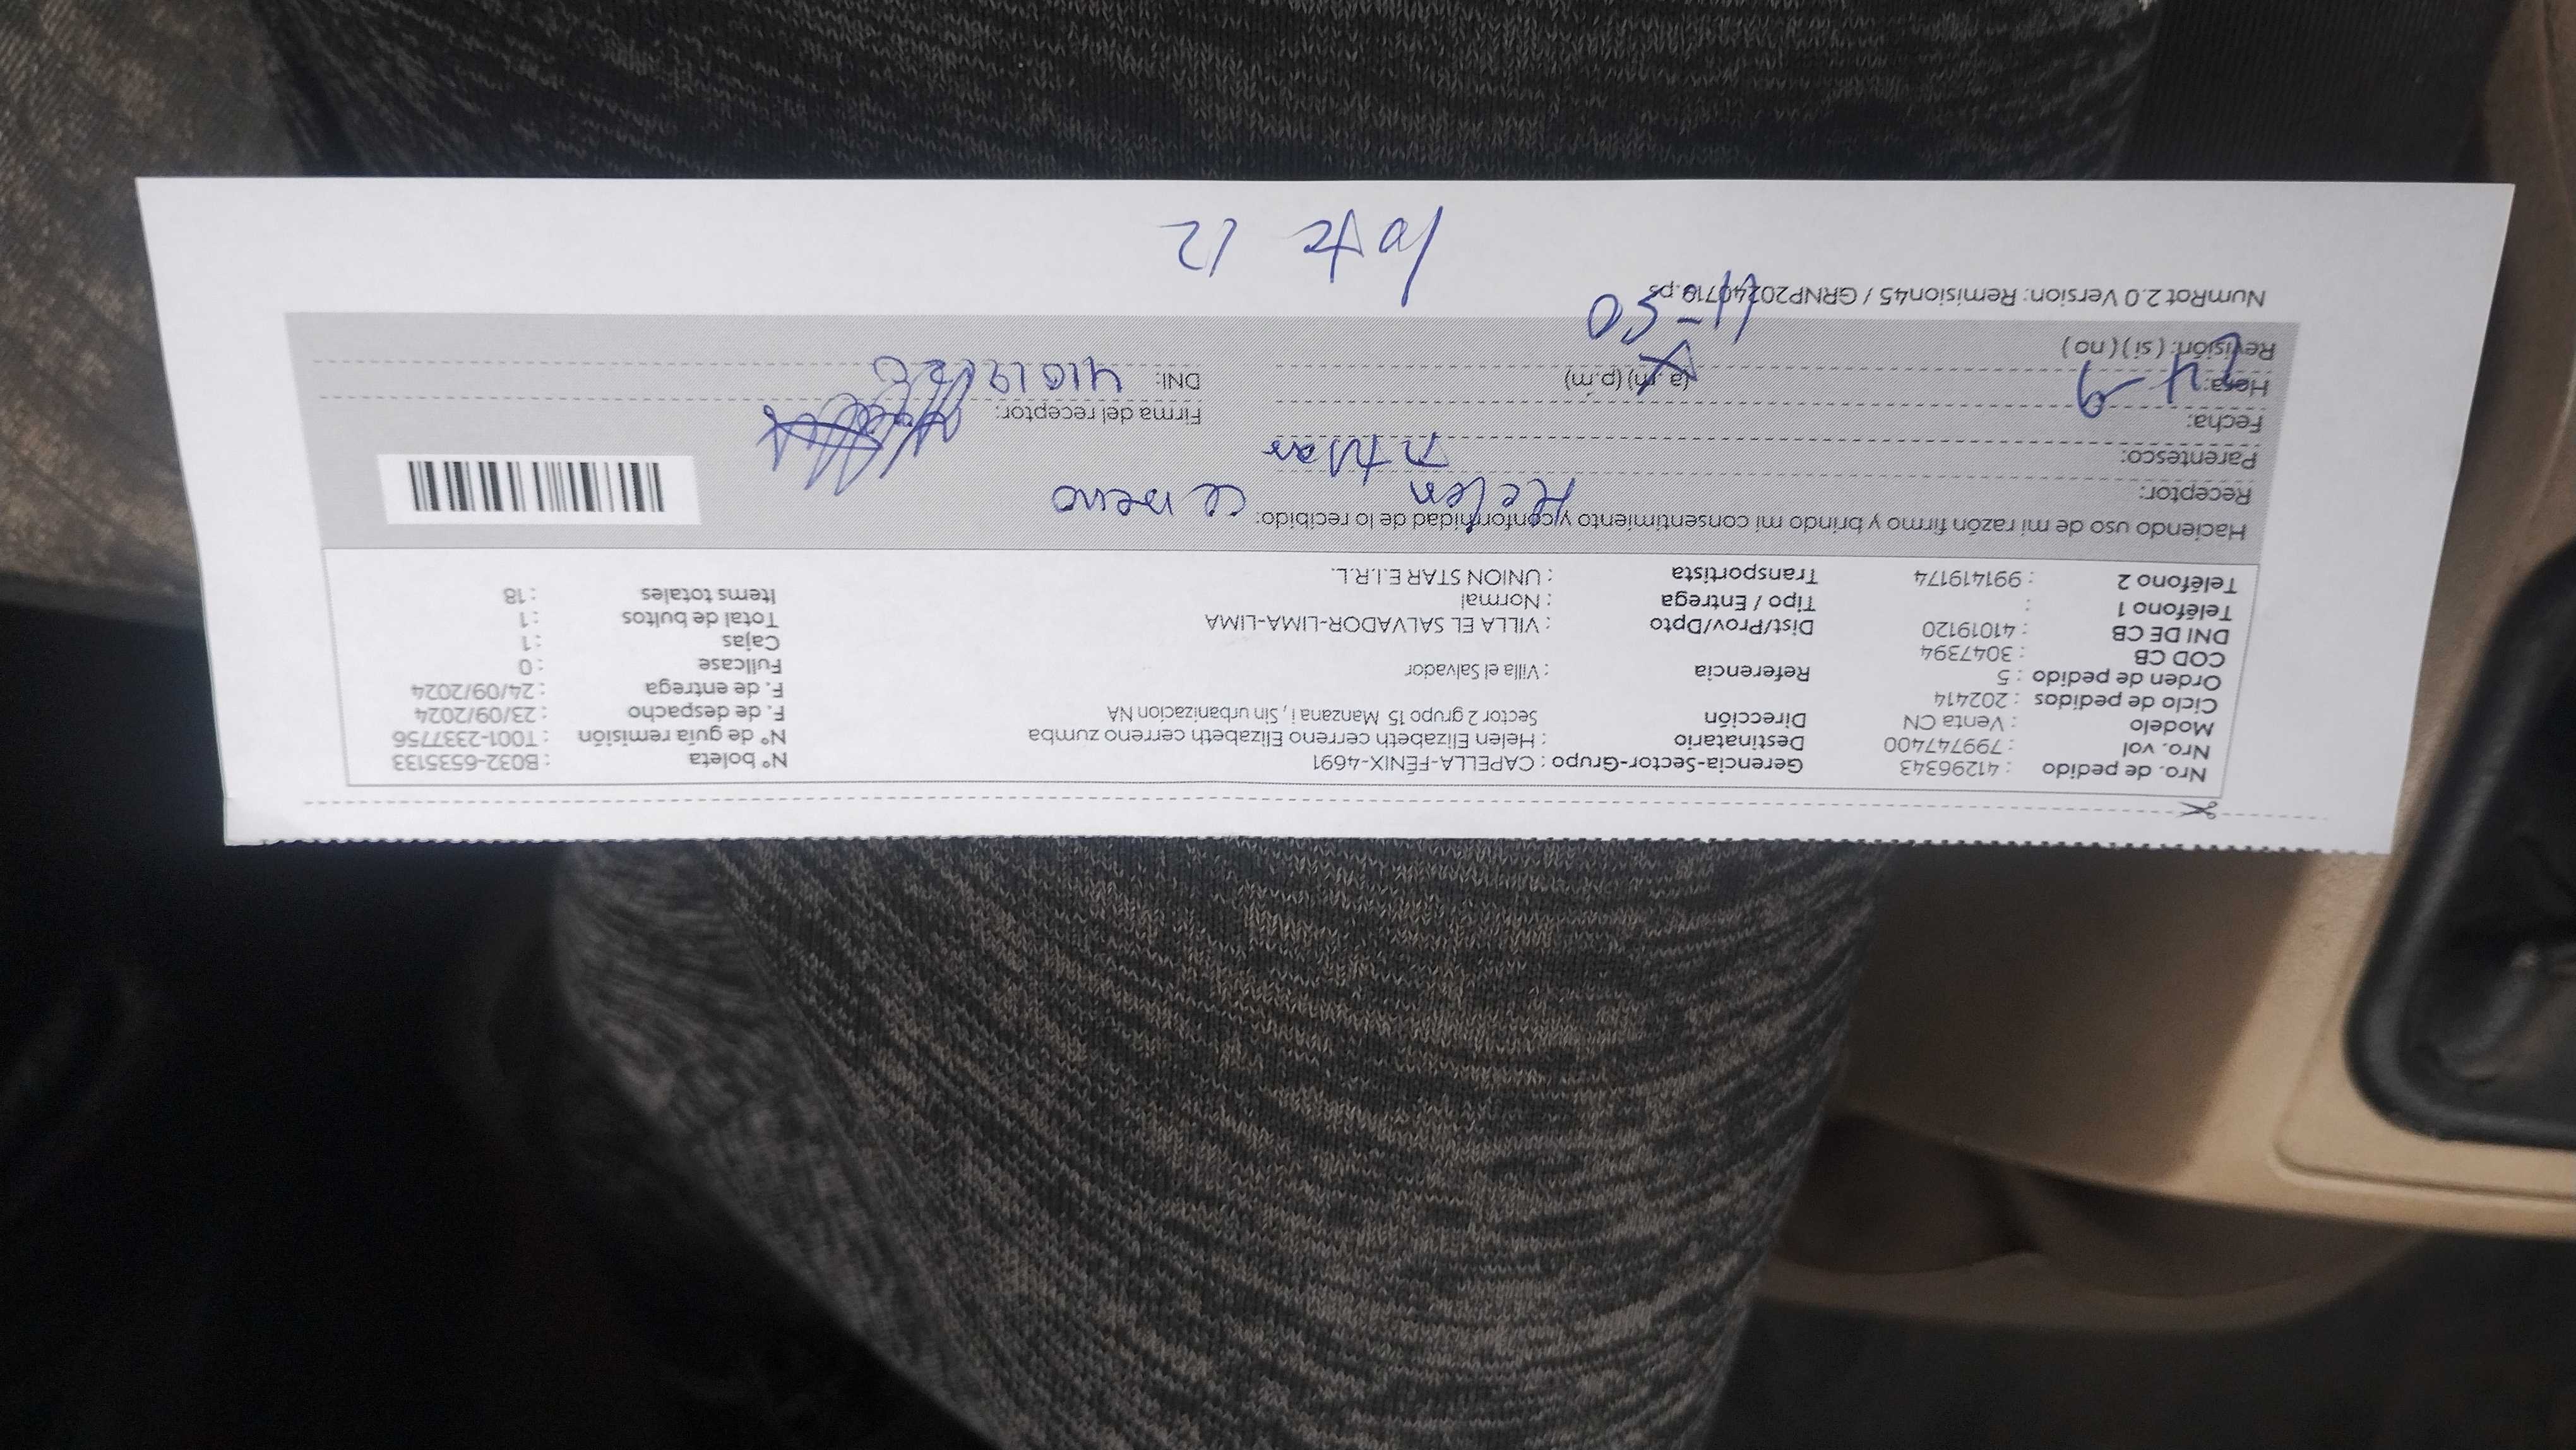 Nro. de pedido : 41296343 Gerencia-Sector-Grupo : CAPELLA-FÉNIX-4691 N° boleta : B032-6535133
Nro. vol : 799747400 Destinatario : Helen Elizabeth cerreno Elizabeth cerreno zumba N° de guía remisión : T001-2337756
Modelo : Venta CN Dirección Sector 2 grupo 15 Manzana i , Sin urbanizacion NA F. de despacho : 23/09/2024
Ciclo de pedidos : 202414 F. de entrega : 24/09/2024
Orden de pedido : 5 Referencia : Villa el Salvador Fullcase : 0
COD CB : 3047394 Cajas : 1
DNI DE CB : 41019120 Dist/Prov/Dpto : VILLA EL SALVADOR-LIMA-LIMA Total de bultos : 1
Teléfono 1 : Tipo / Entrega : Normal Items totales : 18
Teléfono 2 : 991419174 Transportista : UNION STAR E.I.R.L.
Haciendo uso de mi razón firmo y brindo mi consentimiento y conformidad de lo recibido:
Receptor: Helen ce reno
Parentesco: titular
Fecha: 24-9 Firma del receptor:
Hora: (a.m) (p.m) DNI:
Revisión: ( si ) ( no ) 11-50
NumRot 2.0 Version: Remision45 / GRNP20240719.ps
lote 12